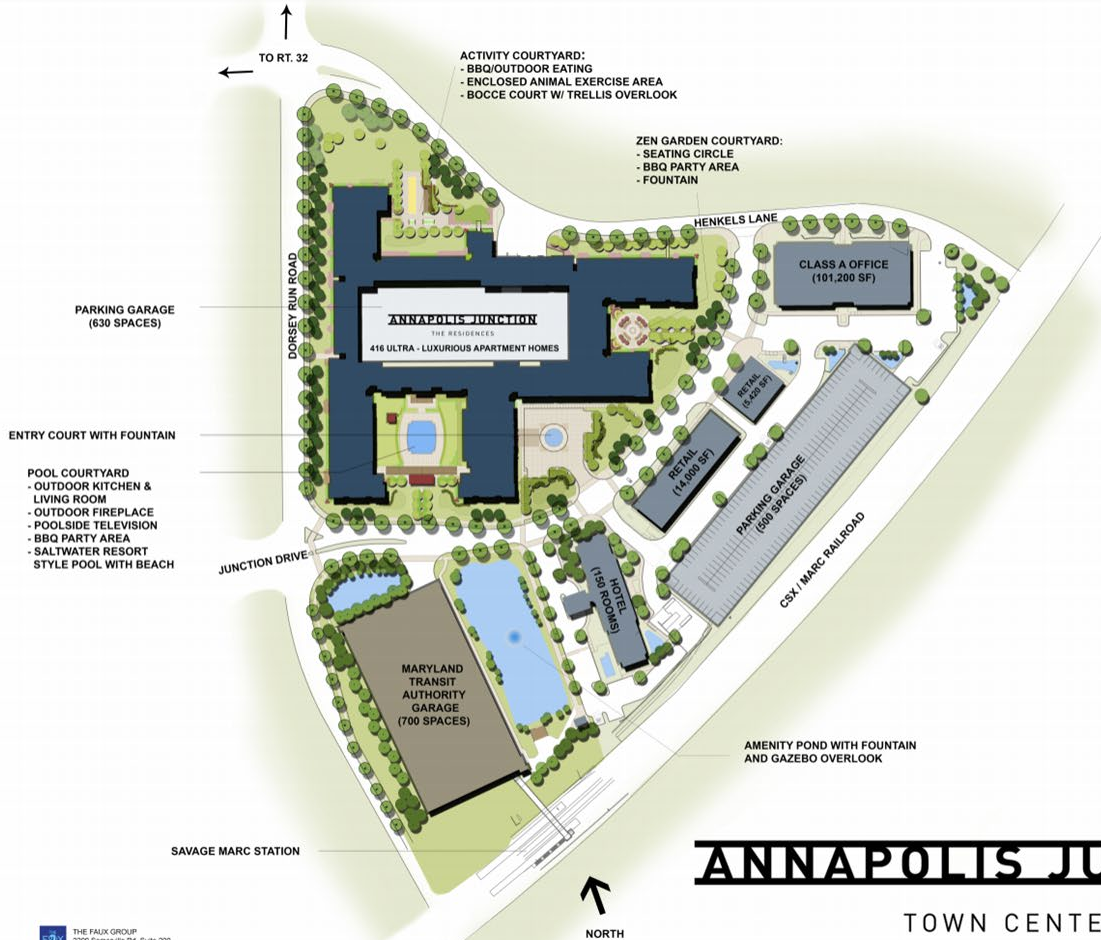 TO RT. 32
ACTIVITY COURTYARD:
- BBQ/OUTDOOR EATING
- ENCLOSED ANIMAL EXERCISE AREA
- BOCCE COURT W/ TRELLIS OVERLOOK
ZEN GARDEN COURTYARD:
- SEATING CIRCLE
- BBQ PARTY AREA
- FOUNTAIN
HENKELS LANE
CLASS A OFFICE
(101,200 SF)
DORSEY RUN ROAD
PARKING GARAGE
(630 SPACES)
ANNAPOLIS JUNCTION
THE RESIDENCES
416 ULTRA - LUXURIOUS APARTMENT HOMES
RETAIL
(5,420 SF)
ENTRY COURT WITH FOUNTAIN
RETAIL
(14,000 SF)
PARKING GARAGE
(500 SPACES)
POOL COURTYARD
- OUTDOOR KITCHEN &
LIVING ROOM
- OUTDOOR FIREPLACE
- POOLSIDE TELEVISION
- BBQ PARTY AREA
- SALTWATER RESORT
STYLE POOL WITH BEACH
JUNCTION DRIVE
HOTEL
(150 ROOMS)
CSX / MARC RAILROAD
MARYLAND
TRANSIT
AUTHORITY
GARAGE
(700 SPACES)
AMENITY POND WITH FOUNTAIN
AND GAZEBO OVERLOOK
SAVAGE MARC STATION
ANNAPOLIS JU
TOWN CENTE
NORTH
THE FAUX GROUP